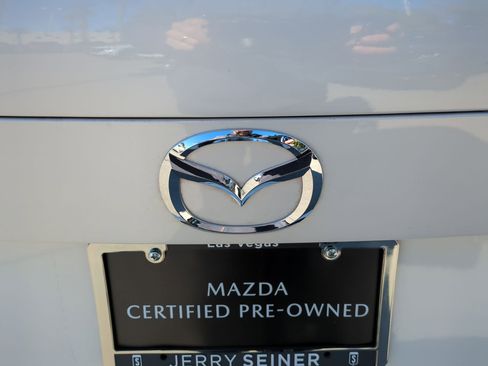 Las Vegas
MAZDA
CERTIFIED PRE-OWNED
S JERRY SEINER S